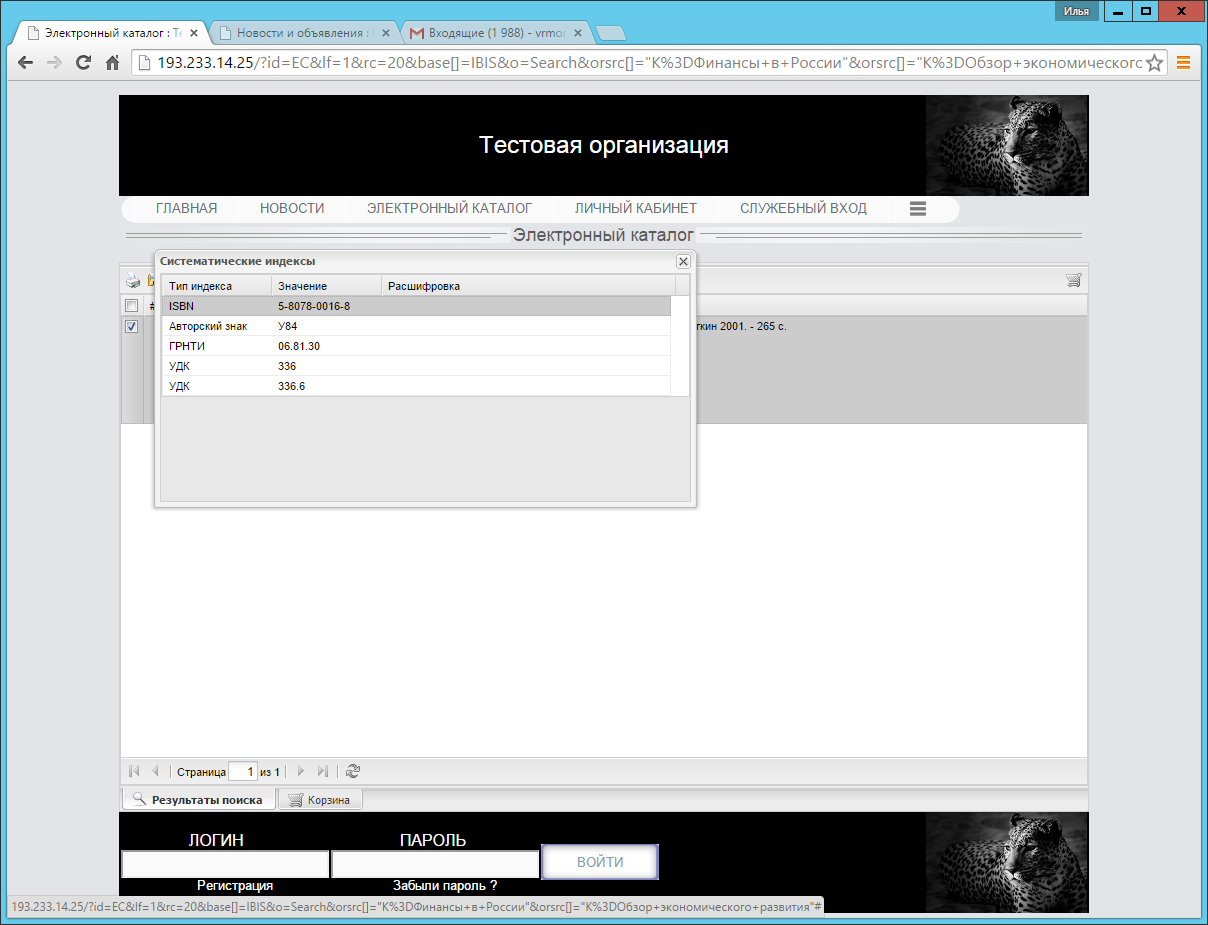 Илья
Электронный каталог : Те
Новости и объявления :
Входящие (1 988) - vrmor
193.233.14.25/?id=EC&lf=1&rc=20&base[]=IBIS&o=Search&orsrc[]="K%3DФинансы+в+России"&orsrc[]="K%3DОбзор+экономическогс
Тестовая организация
ГЛАВНАЯ НОВОСТИ ЭЛЕКТРОННЫЙ КАТАЛОГ ЛИЧНЫЙ КАБИНЕТ СЛУЖЕБНЫЙ ВХОД
Электронный каталог
Систематические индексы
Тип индекса Значение Расшифровка
ISBN 5-8078-0016-8
Авторский знак У84
ГРНТИ 06.81.30
УДК 336
УДК 336.6
#
ткин 2001. - 265 с.
Страница 1 из 1
Результаты поиска Корзина
ЛОГИН ПАРОЛЬ
ВОЙТИ
Регистрация Забыли пароль ?
193.233.14.25/?id=EC&lf=1&rc=20&base[]=IBIS&o=Search&orsrc[]="K%3DФинансы+в+России"&orsrc[]="K%3DОбзор+экономического+развития"#